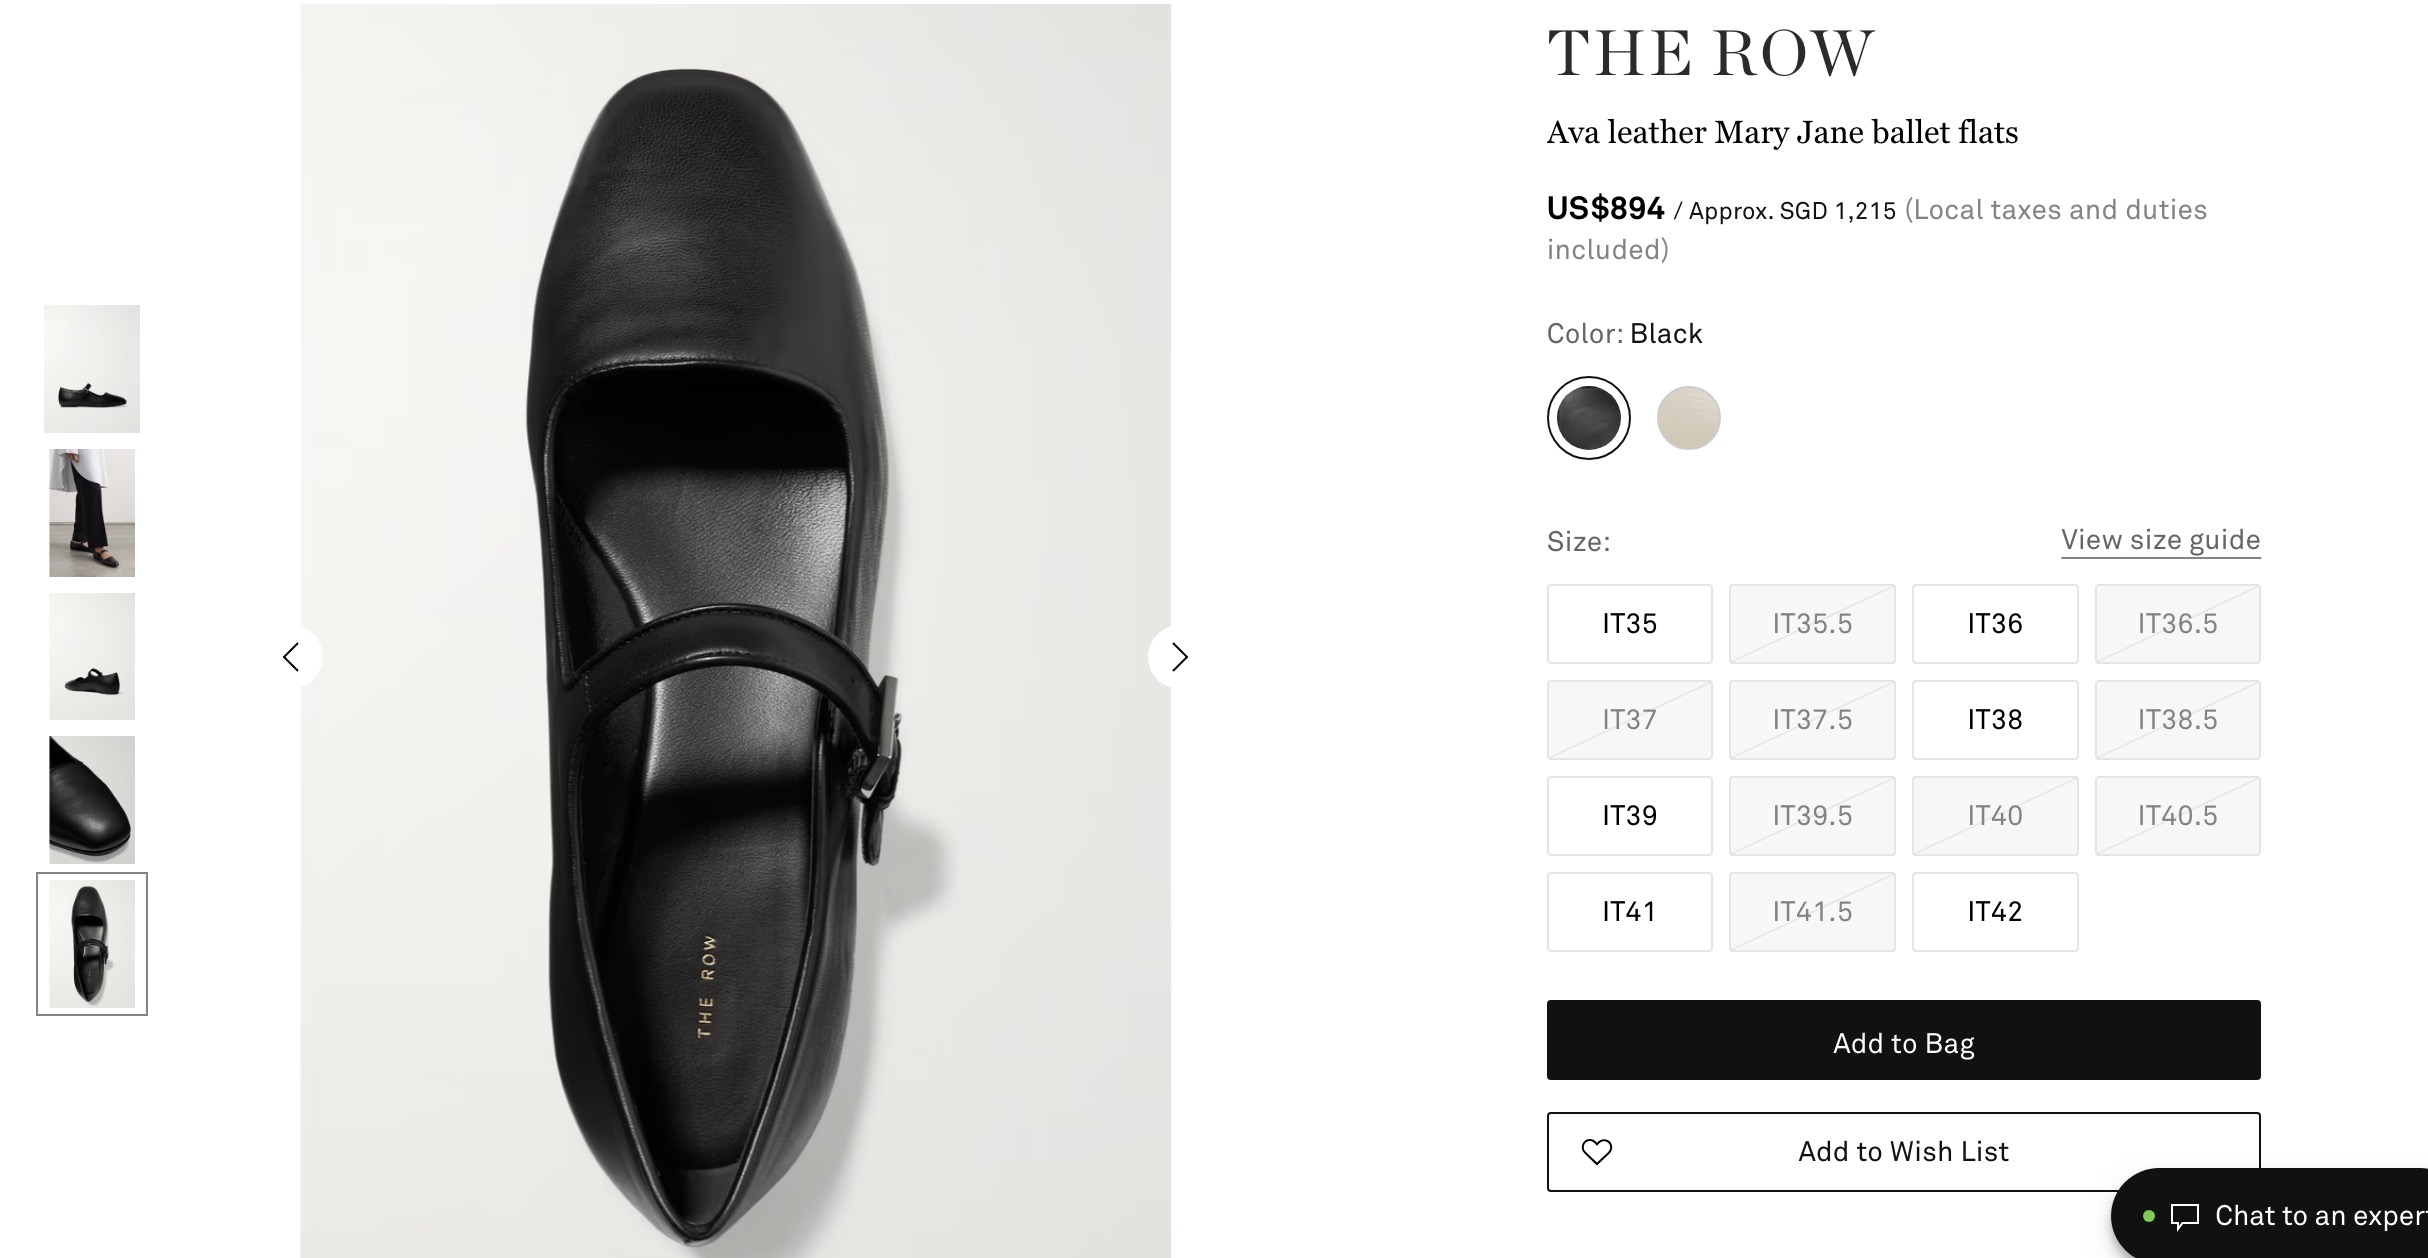 THE ROW
THE ROW
Ava leather Mary Jane ballet flats
US$894 / Approx. SGD 1,215 (Local taxes and duties
included)
Color: Black
Size:
View size guide
IT35
IT35.5
IT36
IT36.5
IT37
IT37.5
IT38
IT38.5
IT39
IT39.5
IT40
IT40.5
IT41
IT41.5
IT42
Add to Bag
Add to Wish List
Chat to an expert